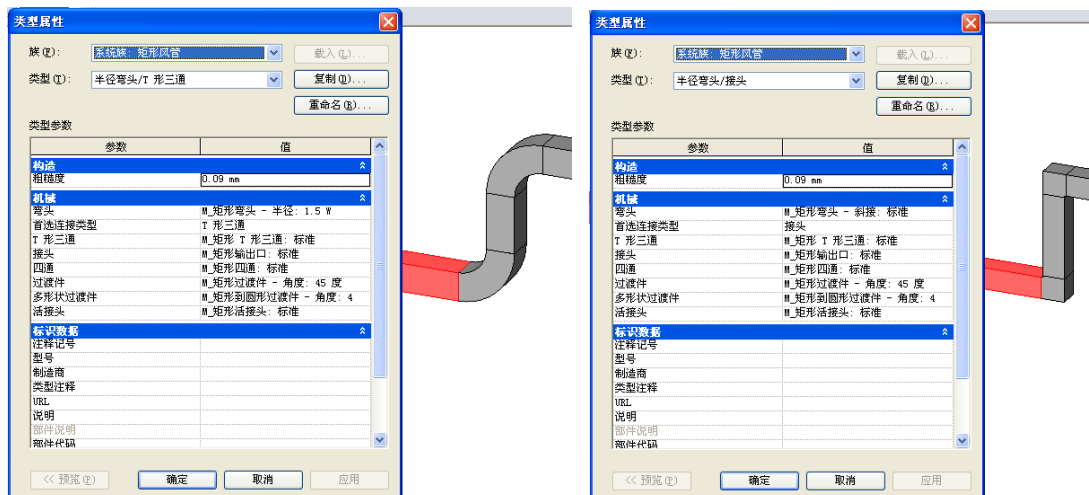 类型属性
族(F):
系统族: 矩形风管
载入(L)...
类型(T):
半径弯头/T 形三通
复制(D)...
重命名(R)...
类型参数
参数
值
构造
粗糙度
0.09 mm
机械
弯头
M_矩形弯头 - 半径: 1.5 W
首选连接类型
T 形三通
T 形三通
M_矩形 T 形三通: 标准
接头
M_矩形输出口: 标准
四通
M_矩形四通: 标准
过渡件
M_矩形过渡件 - 角度: 45 度
多形状过渡件
M_矩形到圆形过渡件 - 角度: 4
活接头
M_矩形活接头: 标准
标识数据
注释记号
型号
制造商
类型注释
URL
说明
部件说明
部件代码
<< 预览(P)
确定
取消
应用
类型属性
族(F):
系统族: 矩形风管
载入(L)...
类型(T):
半径弯头/接头
复制(D)...
重命名(R)...
类型参数
参数
值
构造
粗糙度
0.09 mm
机械
弯头
M_矩形弯头 - 斜接: 标准
首选连接类型
接头
T 形三通
M_矩形 T 形三通: 标准
接头
M_矩形输出口: 标准
四通
M_矩形四通: 标准
过渡件
M_矩形过渡件 - 角度: 45 度
多形状过渡件
M_矩形到圆形过渡件 - 角度: 4
活接头
M_矩形活接头: 标准
标识数据
注释记号
型号
制造商
类型注释
URL
说明
部件说明
部件代码
<< 预览(P)
确定
取消
应用